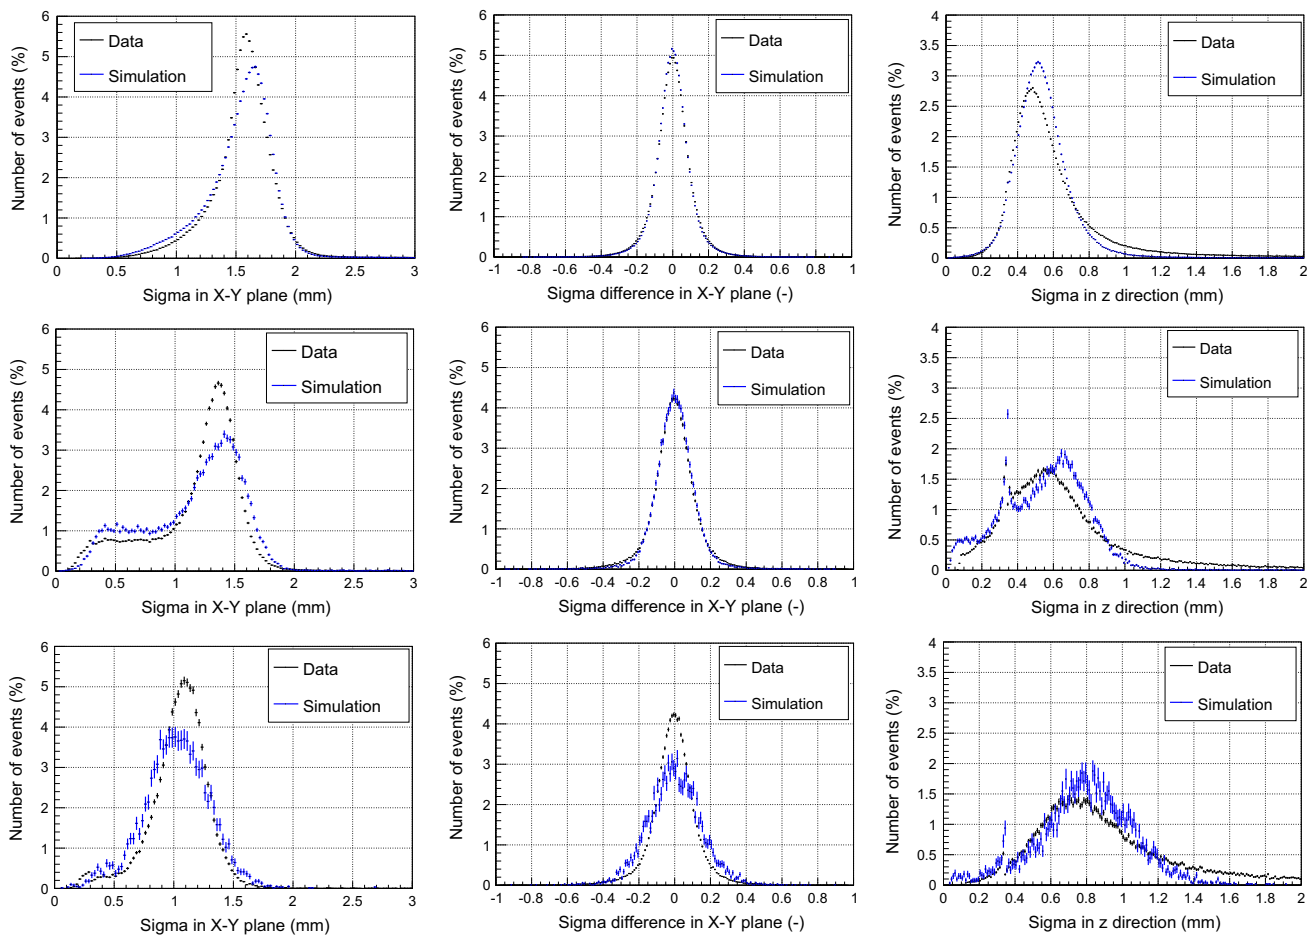 Number of events (%)
6
5
4
3
2
1
0
Data
Simulation
0 0.5 1 1.5 2 2.5 3
Sigma in X-Y plane (mm)
Number of events (%)
6
5
4
3
2
1
0
Data
Simulation
-1 -0.8 -0.6 -0.4 -0.2 0 0.2 0.4 0.6 0.8 1
Sigma difference in X-Y plane (-)
Number of events (%)
4
3.5
3
2.5
2
1.5
1
0.5
0
Data
Simulation
0 0.2 0.4 0.6 0.8 1 1.2 1.4 1.6 1.8 2
Sigma in z direction (mm)
Number of events (%)
6
5
4
3
2
1
0
Data
Simulation
0 0.5 1 1.5 2 2.5 3
Sigma in X-Y plane (mm)
Number of events (%)
6
5
4
3
2
1
0
Data
Simulation
-1 -0.8 -0.6 -0.4 -0.2 0 0.2 0.4 0.6 0.8 1
Sigma difference in X-Y plane (-)
Number of events (%)
4
3.5
3
2.5
2
1.5
1
0.5
0
Data
Simulation
0 0.2 0.4 0.6 0.8 1 1.2 1.4 1.6 1.8 2
Sigma in z direction (mm)
Number of events (%)
6
5
4
3
2
1
0
Data
Simulation
0 0.5 1 1.5 2 2.5 3
Sigma in X-Y plane (mm)
Number of events (%)
6
5
4
3
2
1
0
Data
Simulation
-1 -0.8 -0.6 -0.4 -0.2 0 0.2 0.4 0.6 0.8 1
Sigma difference in X-Y plane (-)
Number of events (%)
4
3.5
3
2.5
2
1.5
1
0.5
0
Data
Simulation
0 0.2 0.4 0.6 0.8 1 1.2 1.4 1.6 1.8 2
Sigma in z direction (mm)